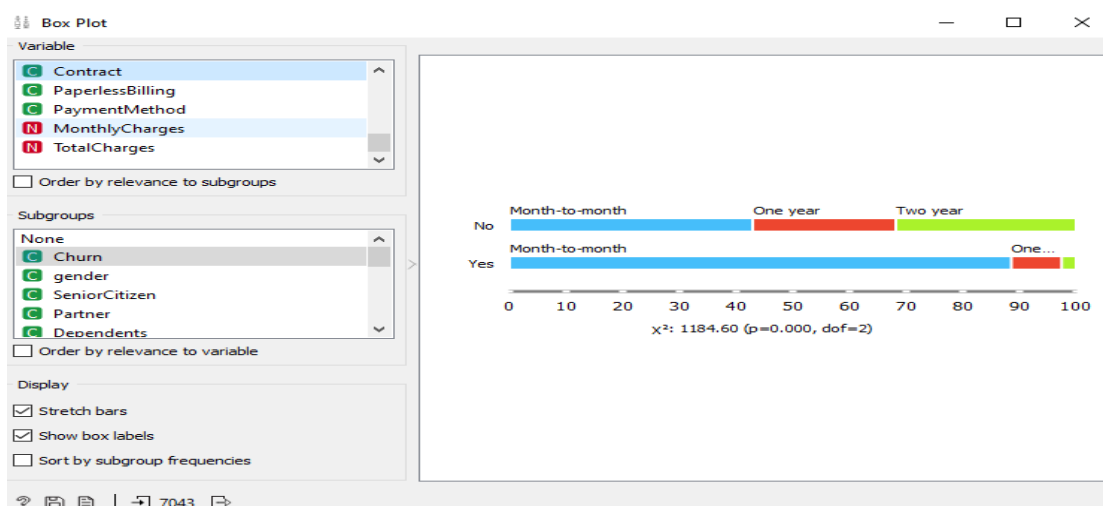 Box Plot
Variable
C Contract
C PaperlessBilling
C PaymentMethod
N MonthlyCharges
N TotalCharges
Order by relevance to subgroups
Subgroups
None
C Churn
C gender
C SeniorCitizen
C Partner
C Dependents
Order by relevance to variable
Display
Stretch bars
Show box labels
Sort by subgroup frequencies
? 7043
Month-to-month One year Two year
No
Month-to-month One...
Yes
0 10 20 30 40 50 60 70 80 90 100
χ²: 1184.60 (p=0.000, dof=2)